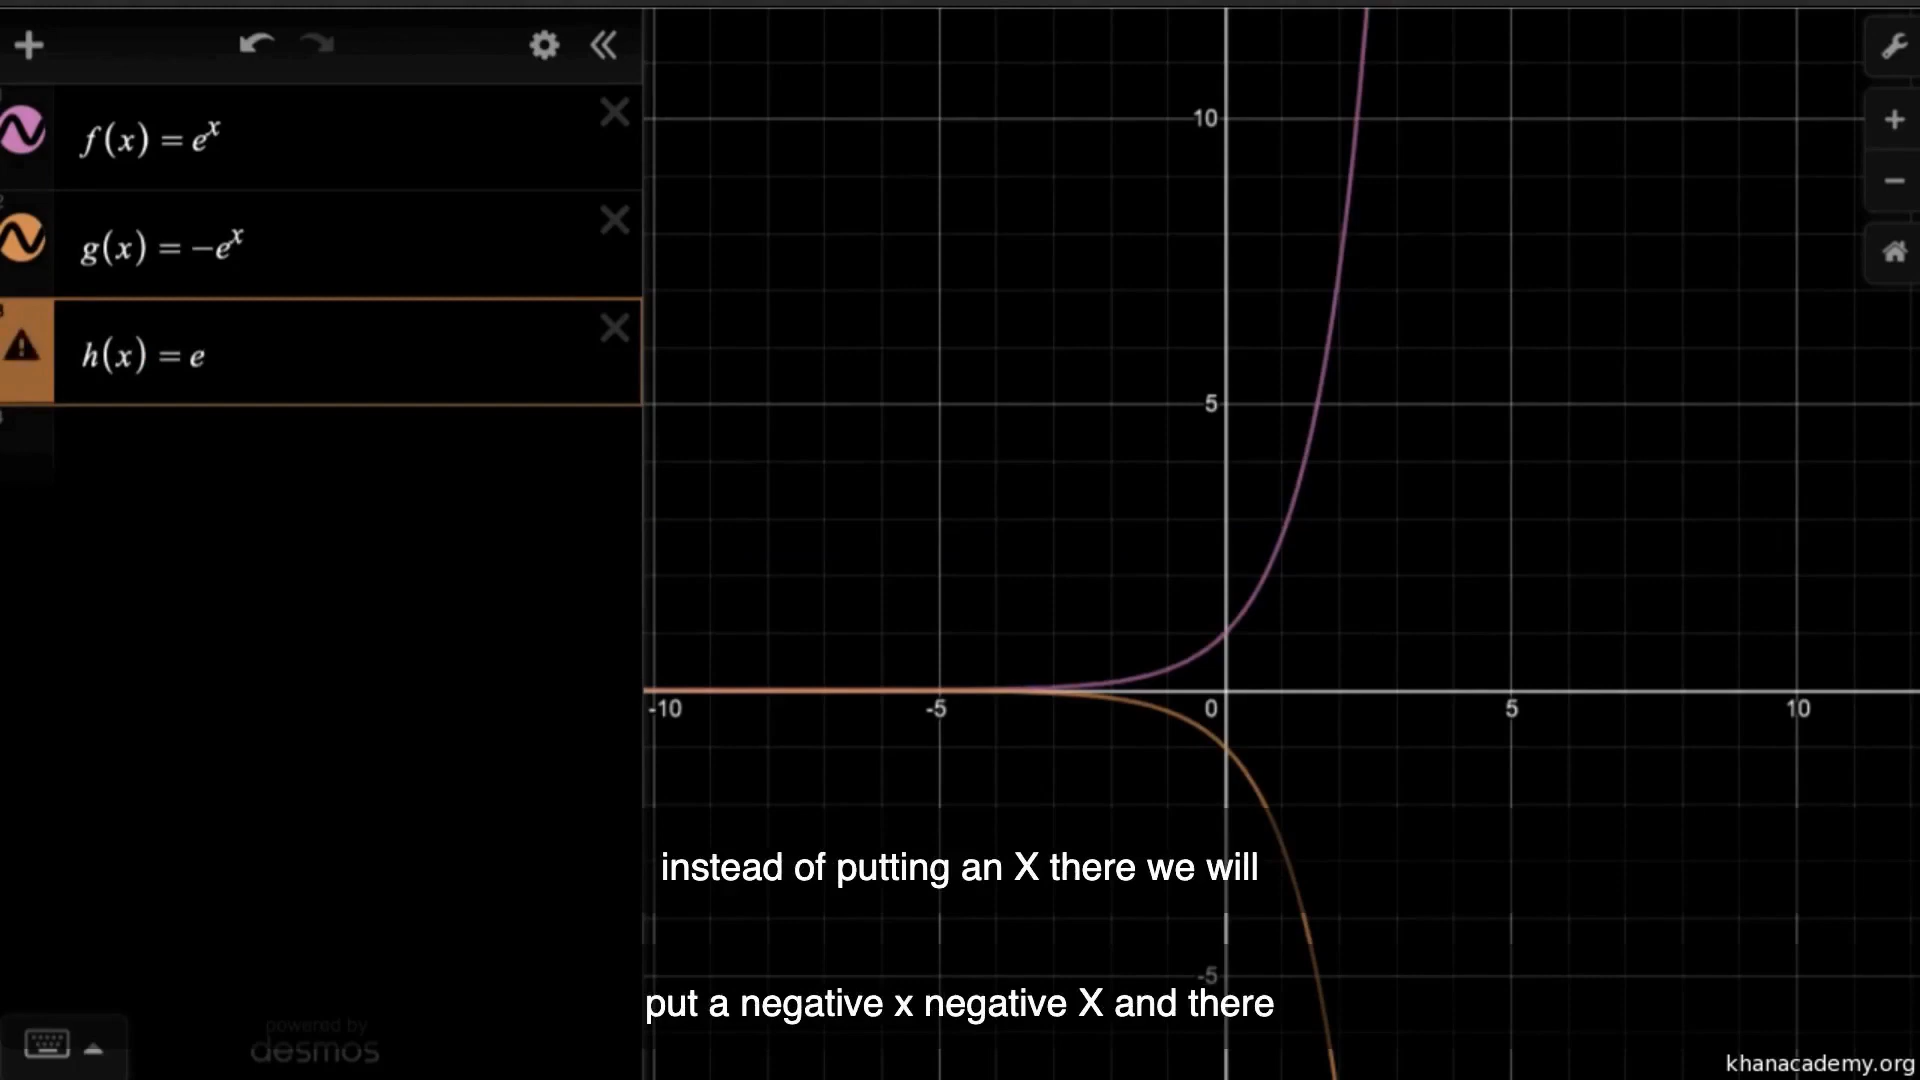 f(x) = e^x
g(x) = −e^x
h(x) = e
10
5
-10
-5
0
5
10
-5
instead of putting an X there we will
put a negative x negative X and there
powered by
desmos
khanacademy.org